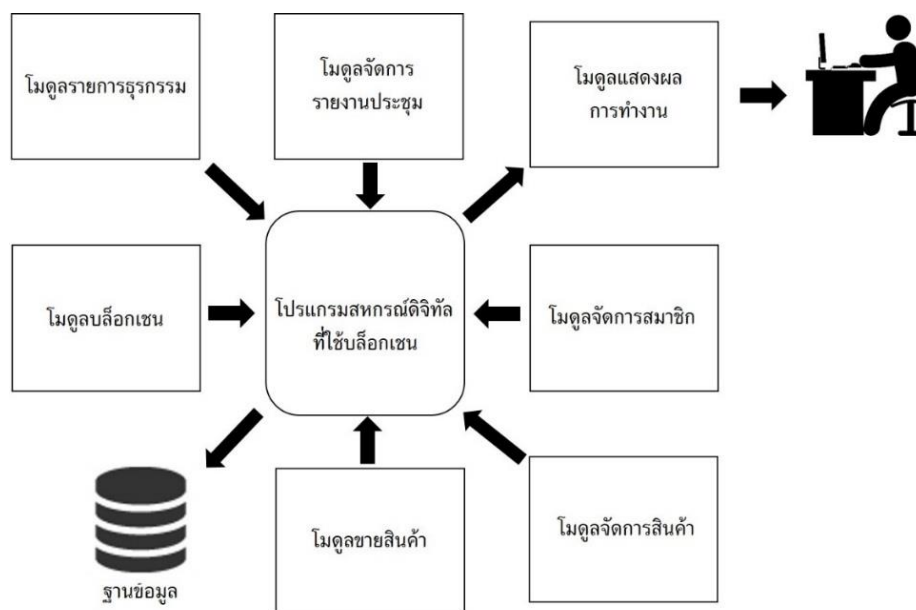 โมดูลรายการธุรกรรม
โมดูลจัดการ
รายงานประชุม
โมดูลแสดงผล
การทำงาน
โมดูลบล็อกเชน
โปรแกรมสหกรณ์ดิจิทัล
ที่ใช้บล็อกเชน
โมดูลจัดการสมาชิก
ฐานข้อมูล
โมดูลขายสินค้า
โมดูลจัดการสินค้า